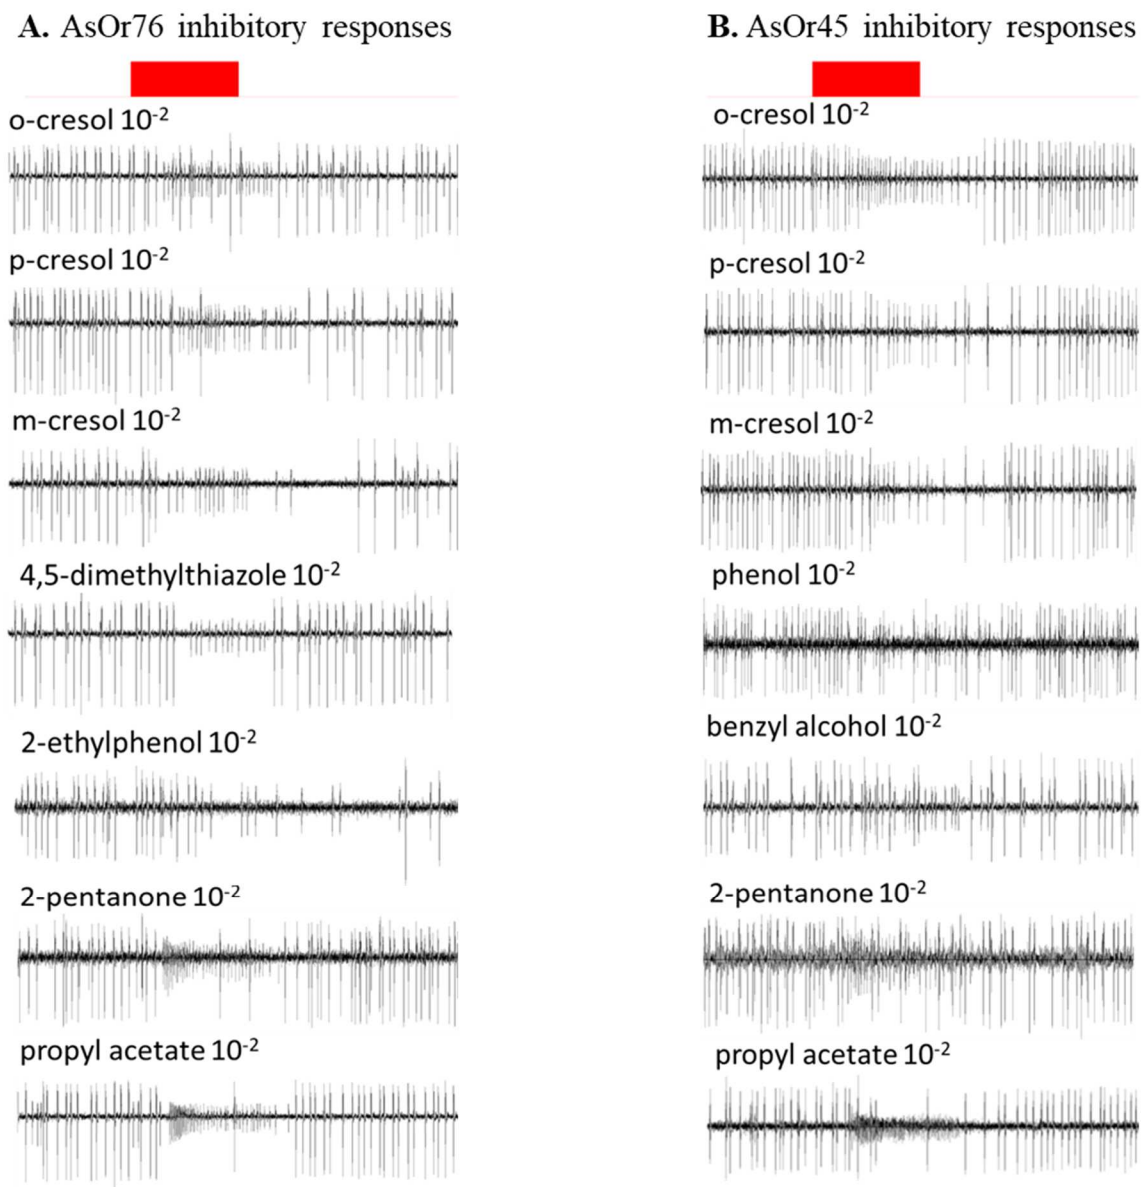 A. AsOr76 inhibitory responses
o-cresol 10-2
p-cresol 10-2
m-cresol 10-2
4,5-dimethylthiazole 10-2
2-ethylphenol 10-2
2-pentanone 10-2
propyl acetate 10-2
B. AsOr45 inhibitory responses
o-cresol 10-2
p-cresol 10-2
m-cresol 10-2
phenol 10-2
benzyl alcohol 10-2
2-pentanone 10-2
propyl acetate 10-2